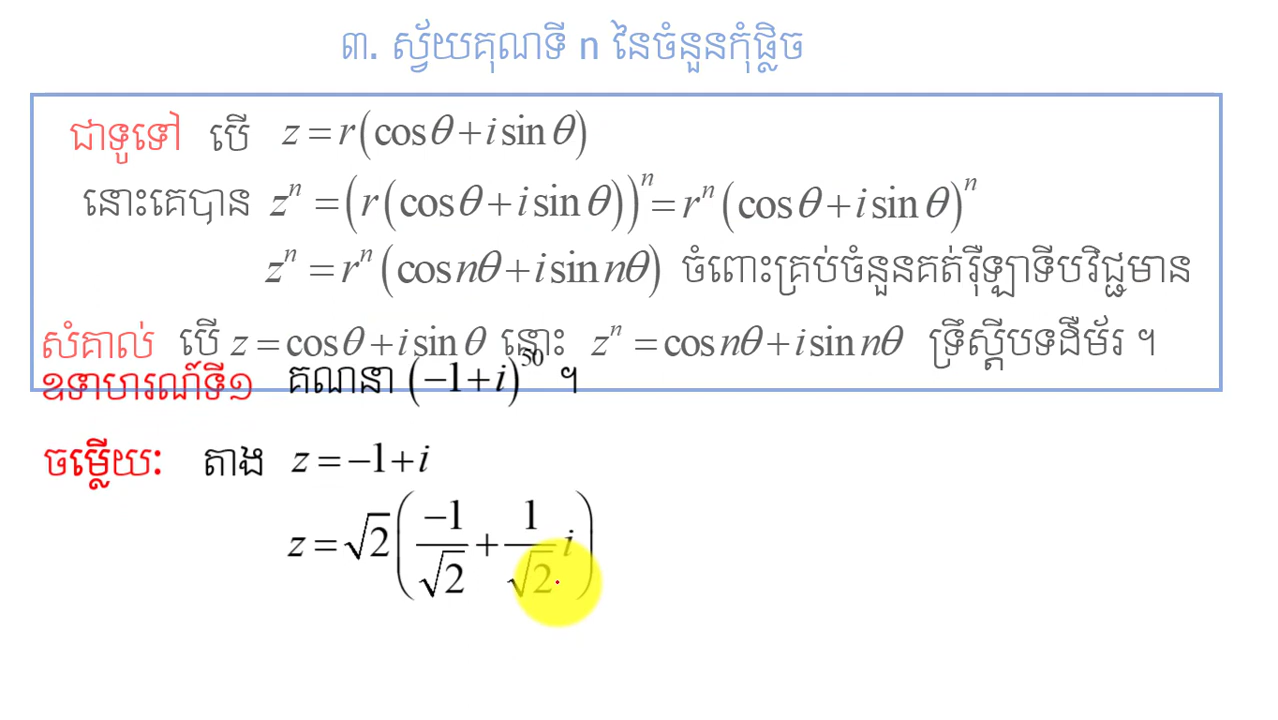 ៣. ស្វ័យគុណទី n នៃចំនួនកុំផ្លិច
ជាទូទៅ បើ z = r(cosθ + i sinθ)
នោះគេបាន zⁿ = (r(cosθ + i sinθ))ⁿ = rⁿ(cosθ + i sinθ)ⁿ
zⁿ = rⁿ(cos nθ + i sin nθ) ចំពោះគ្រប់ចំនួនគត់រ៉ឺឡាទីបវិជ្ជមាន
សំគាល់ បើ z = cosθ + i sinθ នោះ zⁿ = cos nθ + i sin nθ ទ្រឹស្តីបទដឺម័រ ។
ឧទាហរណ៍ទី១ គណនា (−1 + i)⁵⁰ ។
ចម្លើយ៖ តាង z = −1 + i
z = √2(−1/√2 + 1/√2 i)